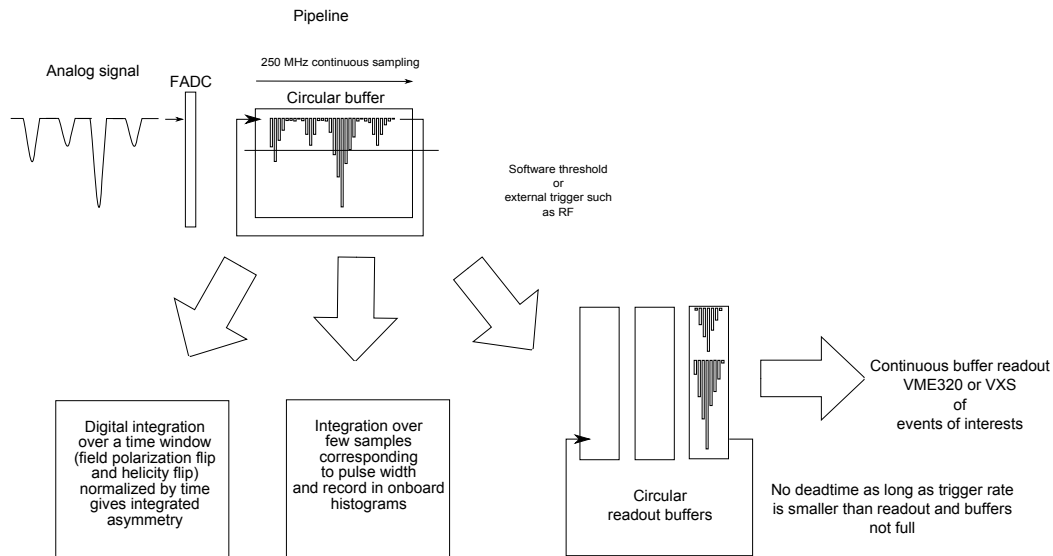 Pipeline
250 MHz continuous sampling
Analog signal
FADC
Circular buffer
Software threshold
or
external trigger such
as RF
Continuous buffer readout
VME320 or VXS
of
events of interests
Digital integration
over a time window
(field polarization flip
and helicity flip)
normalized by time
gives integrated
asymmetry
Integration over
few samples
corresponding
to pulse width
and record in onboard
histograms
Circular
readout buffers
No deadtime as long as trigger rate
is smaller than readout and buffers
not full